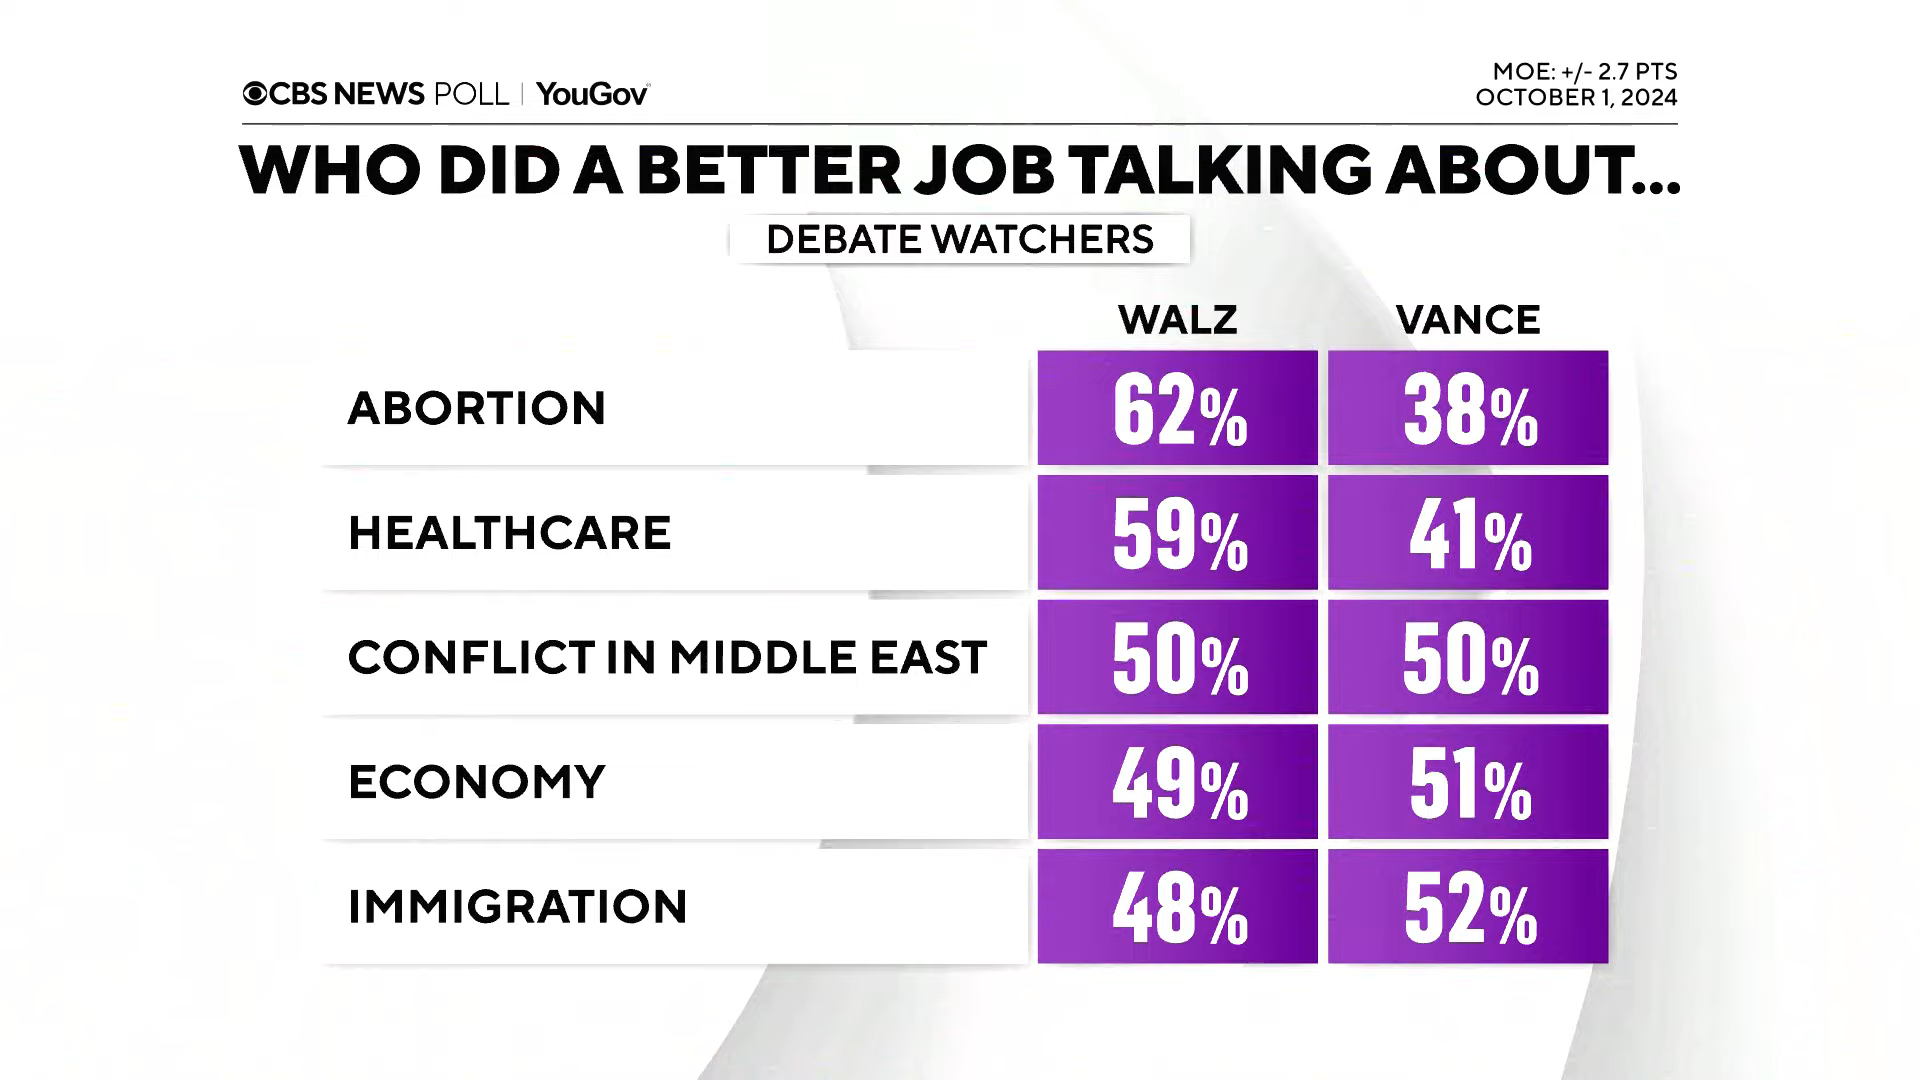 CBS NEWS POLL | YouGov
MOE: +/- 2.7 PTS
OCTOBER 1, 2024
WHO DID A BETTER JOB TALKING ABOUT...
DEBATE WATCHERS
WALZ VANCE
ABORTION 62% 38%
HEALTHCARE 59% 41%
CONFLICT IN MIDDLE EAST 50% 50%
ECONOMY 49% 51%
IMMIGRATION 48% 52%